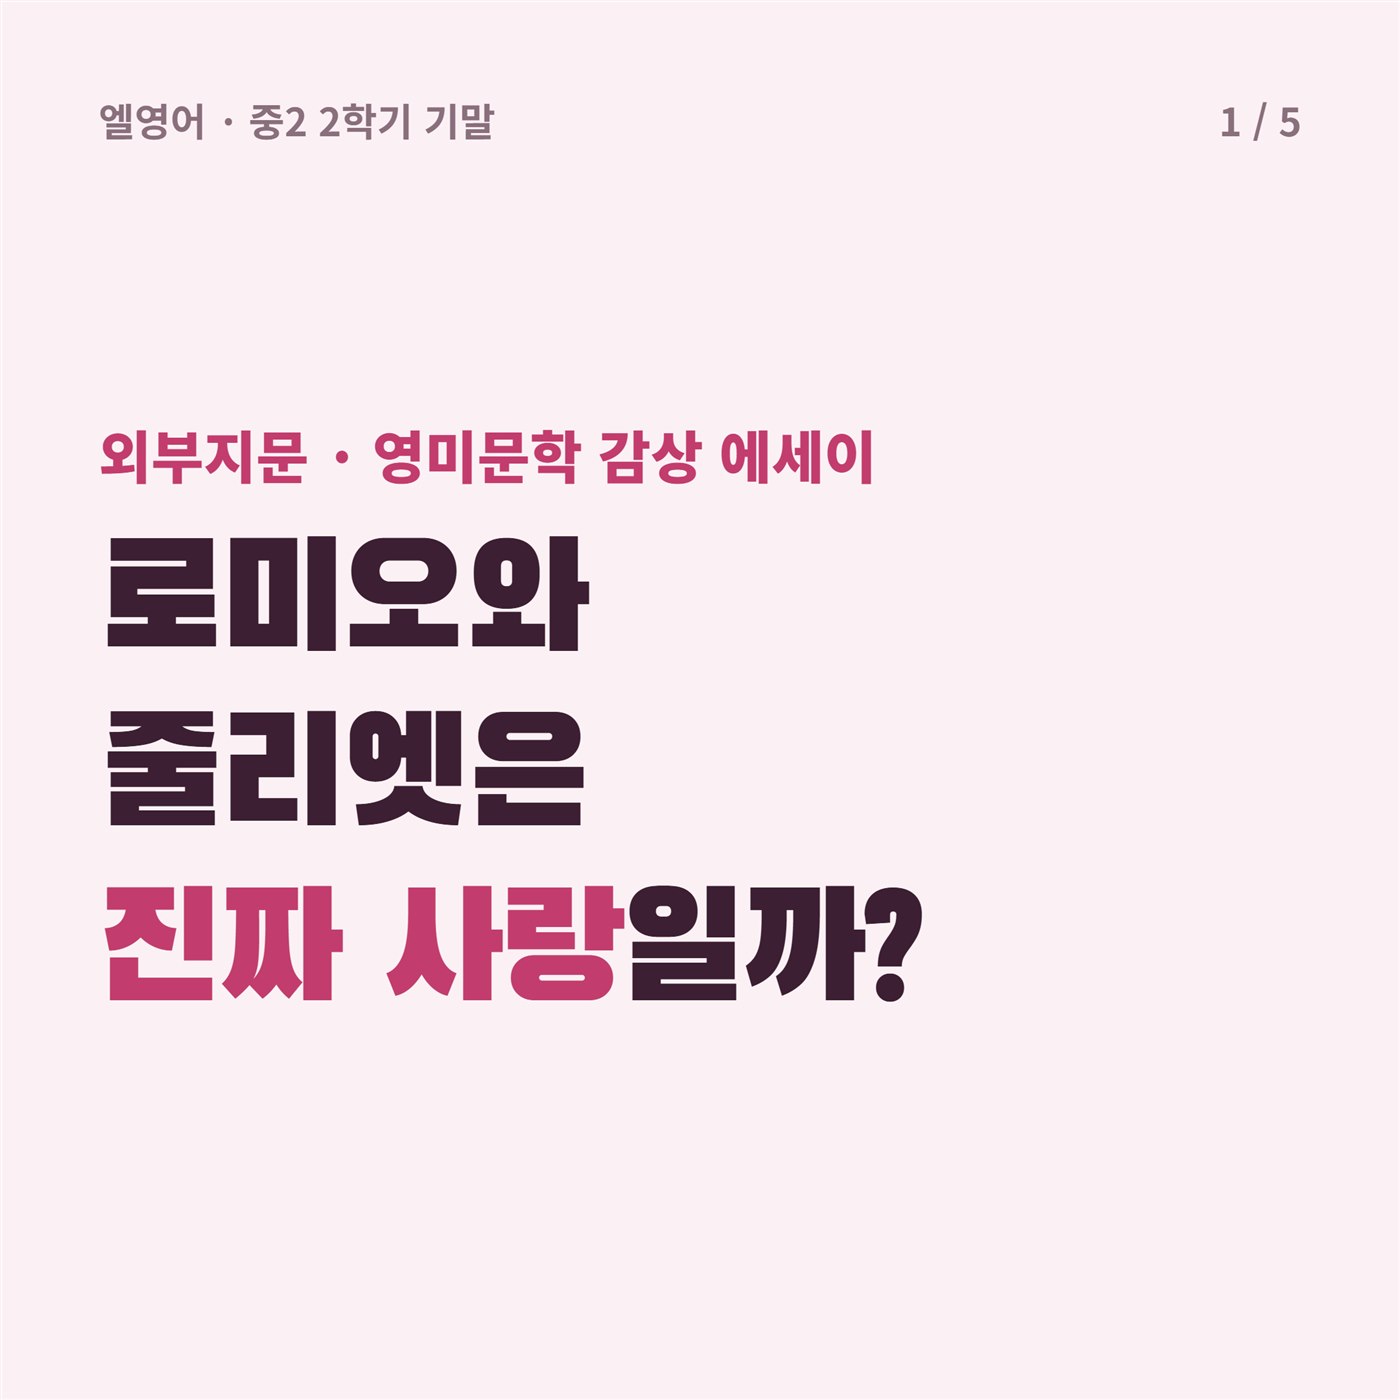 엘영어 · 중2 2학기 기말
1 / 5
외부지문 · 영미문학 감상 에세이
로미오와
줄리엣은
진짜 사랑일까?